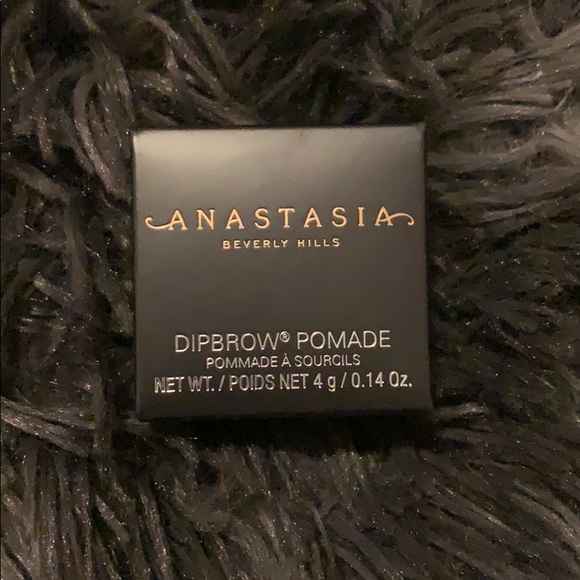 ANASTASIA
BEVERLY HILLS
DIPBROW® POMADE
POMMADE À SOURCILS
NET WT. / POIDS NET 4 g / 0.14 Oz.